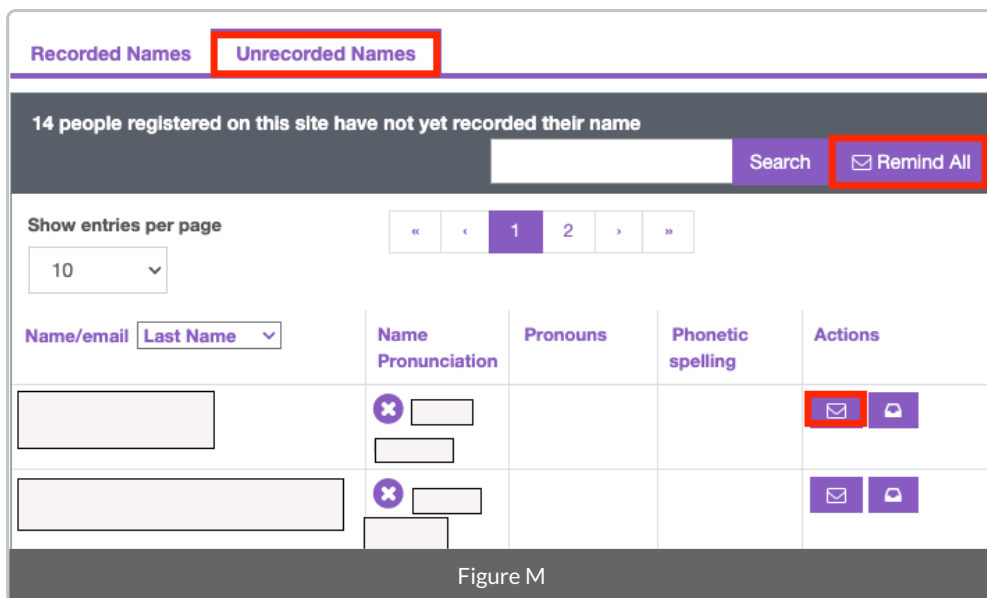 Recorded Names Unrecorded Names
14 people registered on this site have not yet recorded their name
Search Remind All
Show entries per page
« ‹ 1 2 › »
10
Name/email Last Name Name Pronunciation Pronouns Phonetic spelling Actions
Figure M